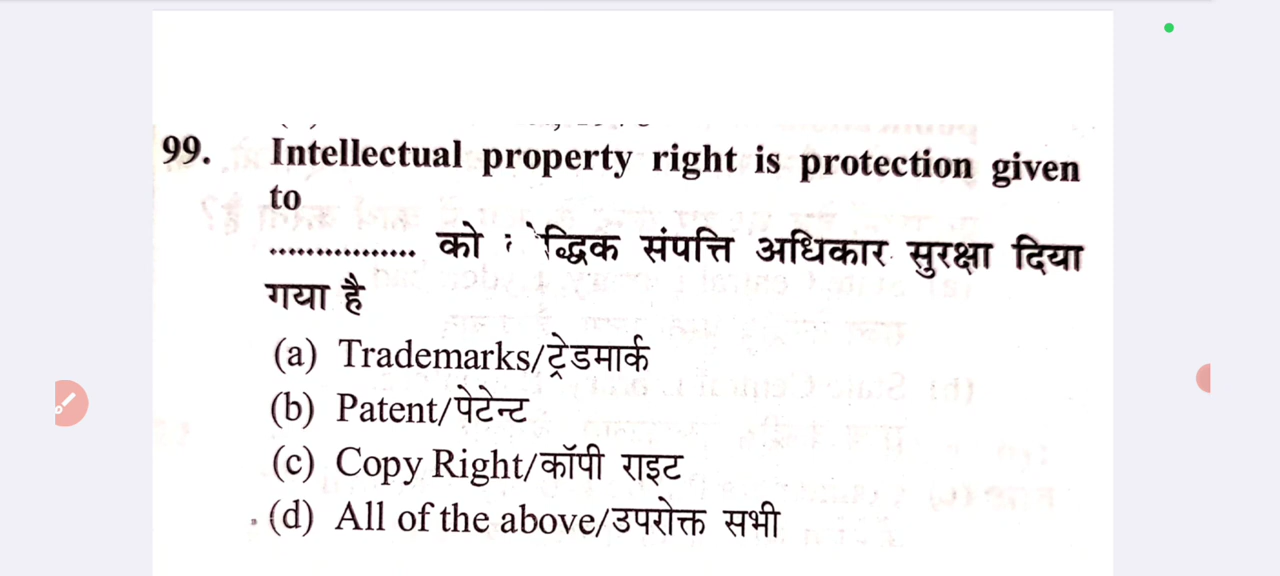 99. Intellectual property right is protection given
to
................ को द्धिक संपत्ति अधिकार सुरक्षा दिया
गया है
(a) Trademarks/ट्रेडमार्क
(b) Patent/पेटेन्ट
(c) Copy Right/कॉपी राइट
(d) All of the above/उपरोक्त सभी